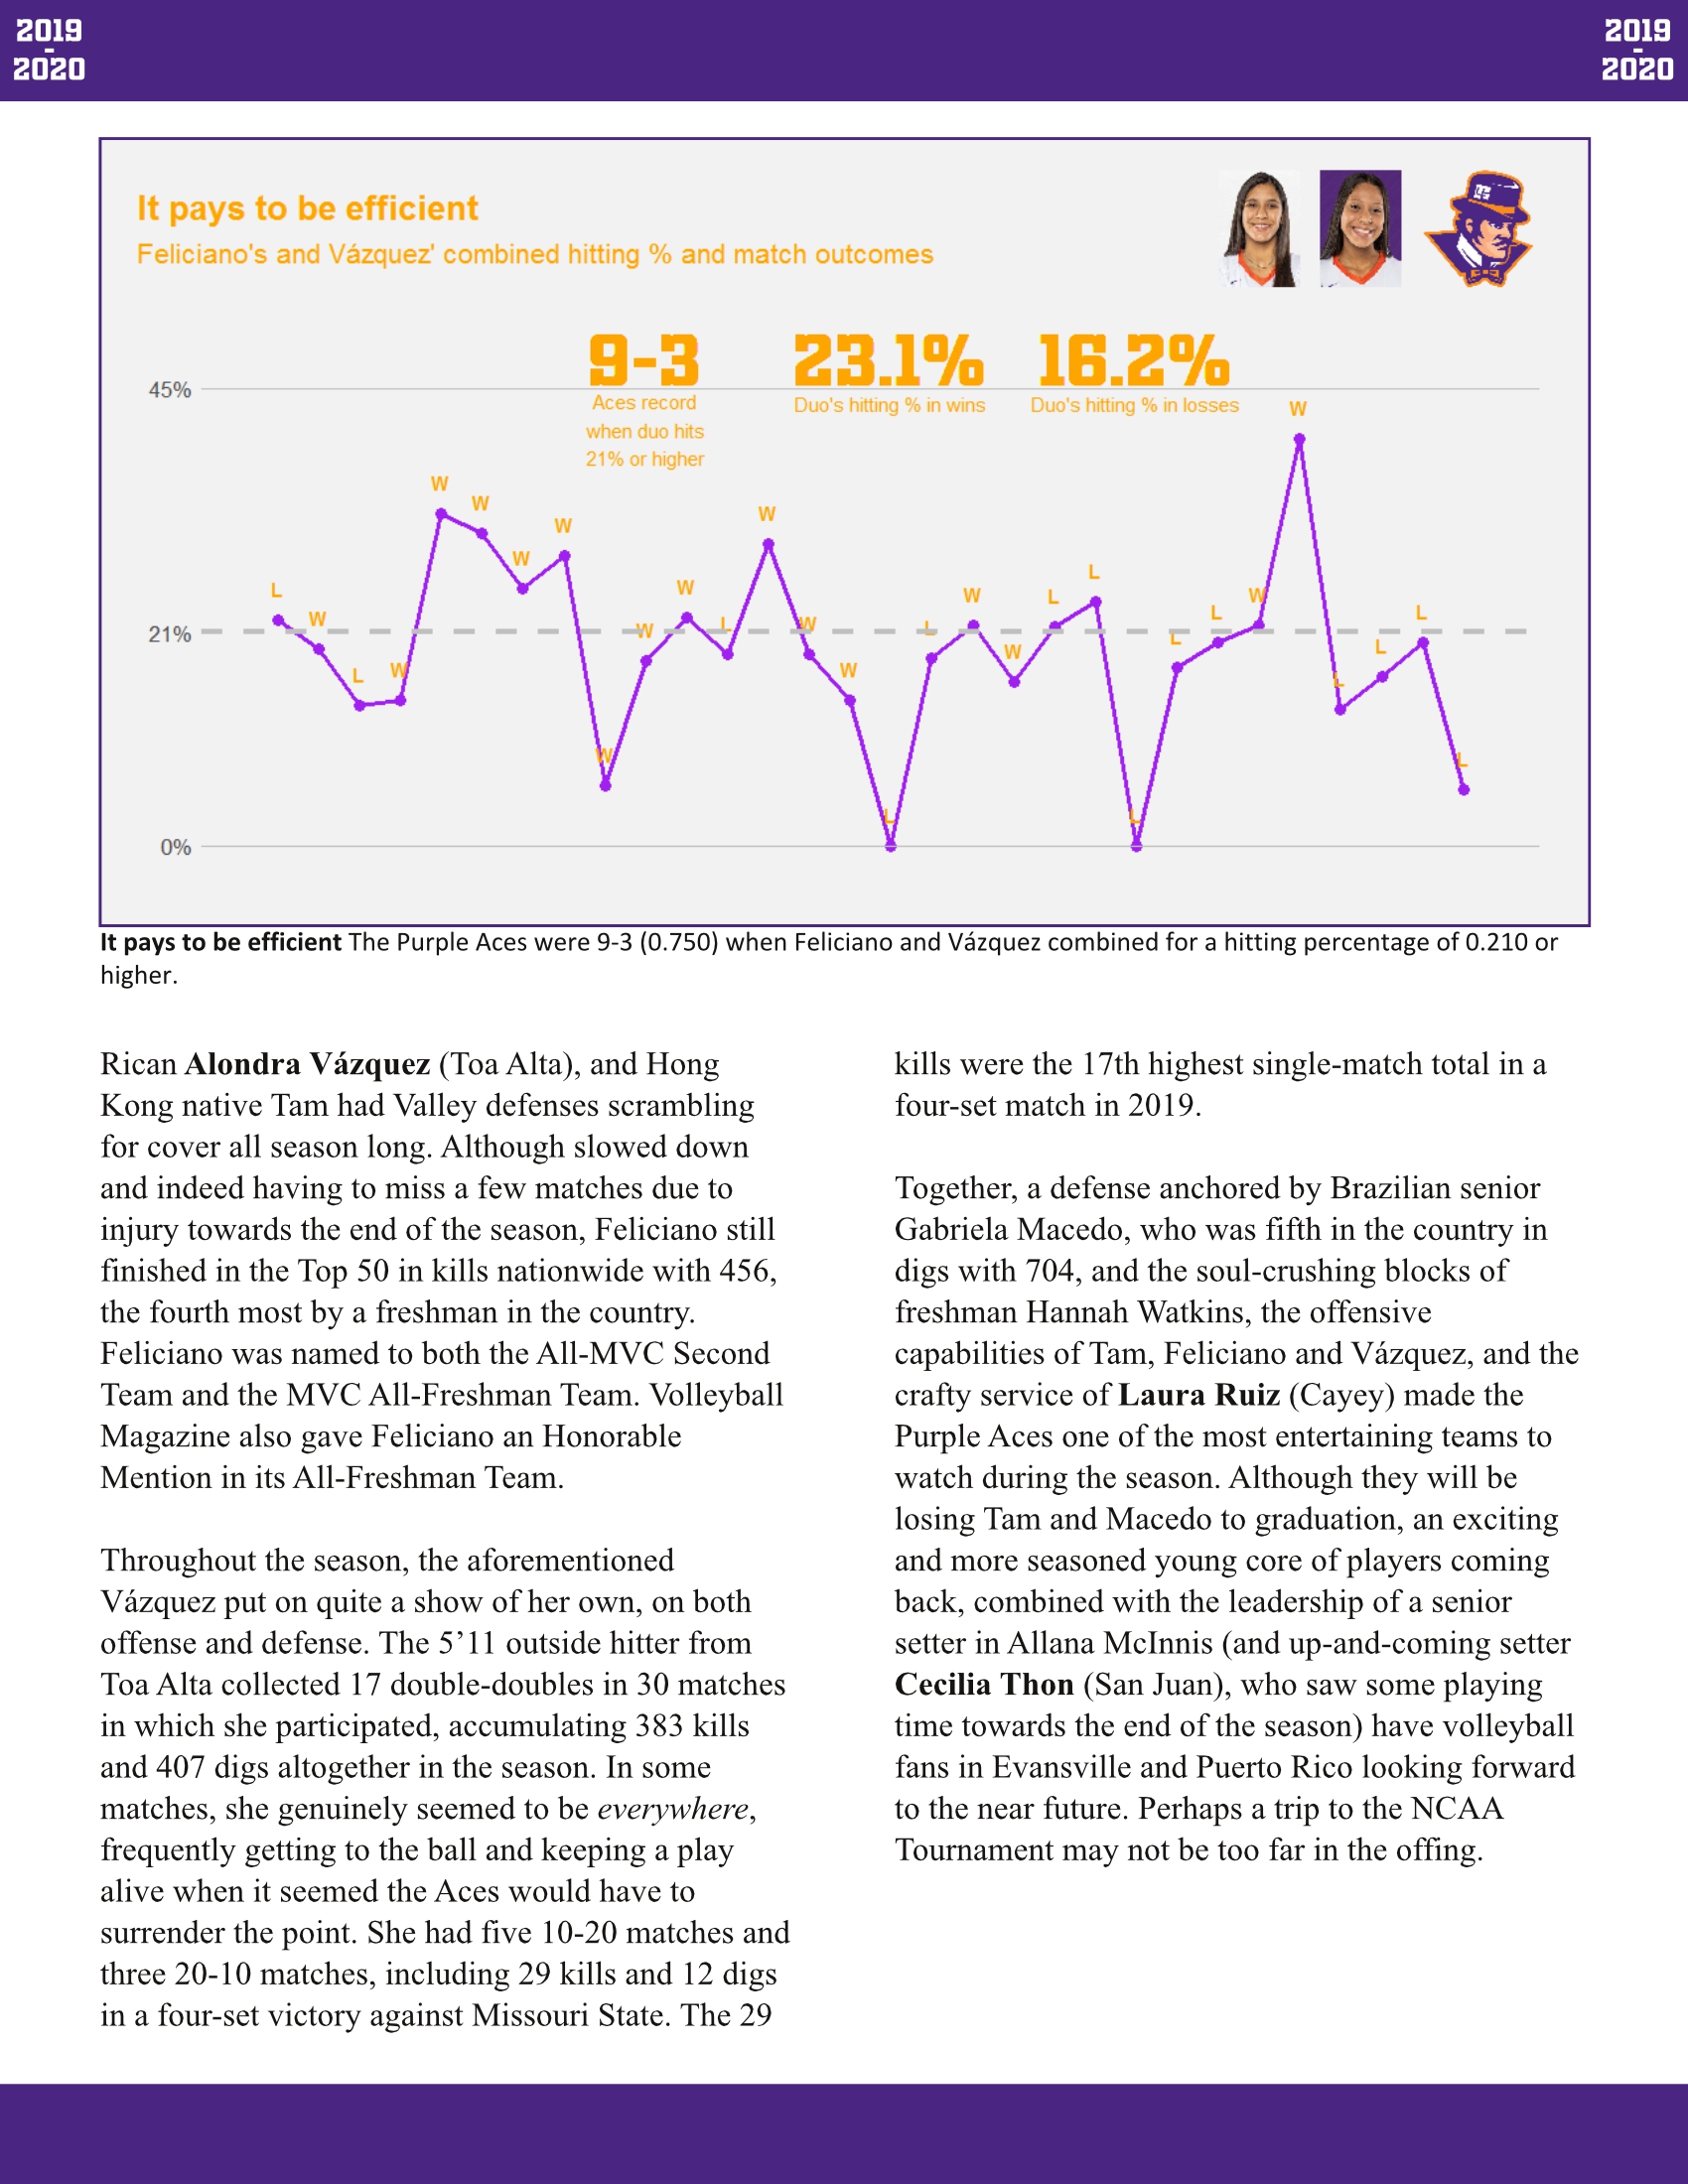 2019
-
2020
2019
-
2020
It pays to be efficient
Feliciano's and Vázquez' combined hitting % and match outcomes
9-3
Aces record
when duo hits
21% or higher
23.1%
Duo's hitting % in wins
16.2%
Duo's hitting % in losses
45%
21%
0%
L
W
L
W
W
W
W
W
W
W
W
L
W
W
W
L
L
W
W
L
L
L
L
L
W
W
L
L
L
L
It pays to be efficient The Purple Aces were 9-3 (0.750) when Feliciano and Vázquez combined for a hitting percentage of 0.210 or
higher.
Rican Alondra Vázquez (Toa Alta), and Hong
Kong native Tam had Valley defenses scrambling
for cover all season long. Although slowed down
and indeed having to miss a few matches due to
injury towards the end of the season, Feliciano still
finished in the Top 50 in kills nationwide with 456,
the fourth most by a freshman in the country.
Feliciano was named to both the All-MVC Second
Team and the MVC All-Freshman Team. Volleyball
Magazine also gave Feliciano an Honorable
Mention in its All-Freshman Team.
Throughout the season, the aforementioned
Vázquez put on quite a show of her own, on both
offense and defense. The 5’11 outside hitter from
Toa Alta collected 17 double-doubles in 30 matches
in which she participated, accumulating 383 kills
and 407 digs altogether in the season. In some
matches, she genuinely seemed to be everywhere,
frequently getting to the ball and keeping a play
alive when it seemed the Aces would have to
surrender the point. She had five 10-20 matches and
three 20-10 matches, including 29 kills and 12 digs
in a four-set victory against Missouri State. The 29
kills were the 17th highest single-match total in a
four-set match in 2019.
Together, a defense anchored by Brazilian senior
Gabriela Macedo, who was fifth in the country in
digs with 704, and the soul-crushing blocks of
freshman Hannah Watkins, the offensive
capabilities of Tam, Feliciano and Vázquez, and the
crafty service of Laura Ruiz (Cayey) made the
Purple Aces one of the most entertaining teams to
watch during the season. Although they will be
losing Tam and Macedo to graduation, an exciting
and more seasoned young core of players coming
back, combined with the leadership of a senior
setter in Allana McInnis (and up-and-coming setter
Cecilia Thon (San Juan), who saw some playing
time towards the end of the season) have volleyball
fans in Evansville and Puerto Rico looking forward
to the near future. Perhaps a trip to the NCAA
Tournament may not be too far in the offing.